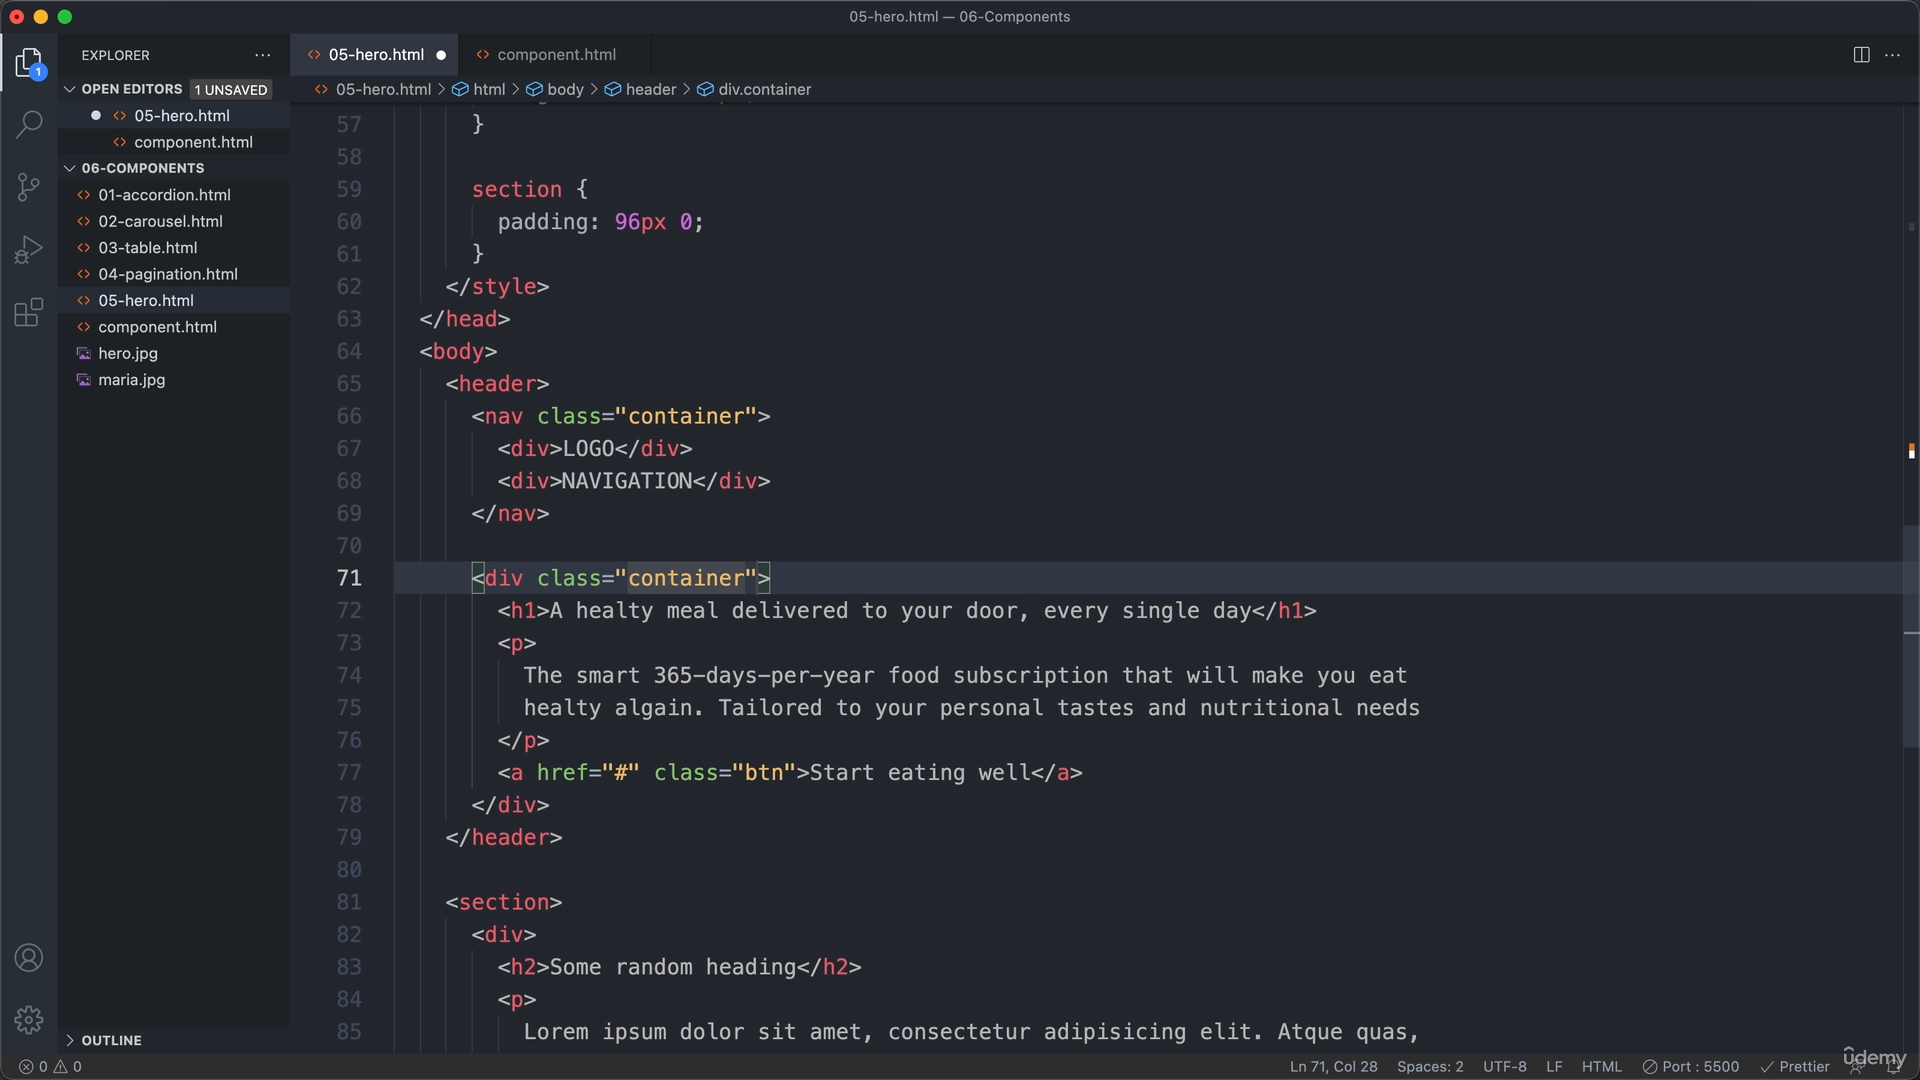 05-hero.html — 06-Components
EXPLORER
05-hero.html
component.html
OPEN EDITORS
1 UNSAVED
05-hero.html > html > body > header > div.container
1
05-hero.html
component.html
06-COMPONENTS
01-accordion.html
02-carousel.html
03-table.html
04-pagination.html
05-hero.html
component.html
hero.jpg
maria.jpg
57 }
58
59 section {
60 padding: 96px 0;
61 }
62 </style>
63 </head>
64 <body>
65 <header>
66 <nav class="container">
67 <div>LOGO</div>
68 <div>NAVIGATION</div>
69 </nav>
70
71 <div class="container">
72 <h1>A healty meal delivered to your door, every single day</h1>
73 <p>
74 The smart 365-days-per-year food subscription that will make you eat
75 healty algain. Tailored to your personal tastes and nutritional needs
76 </p>
77 <a href="#" class="btn">Start eating well</a>
78 </div>
79 </header>
80
81 <section>
82 <div>
83 <h2>Some random heading</h2>
84 <p>
85 Lorem ipsum dolor sit amet, consectetur adipisicing elit. Atque quas,
OUTLINE
0 0
Ln 71, Col 28 Spaces: 2 UTF-8 LF HTML Port : 5500 Prettier
ûdemy